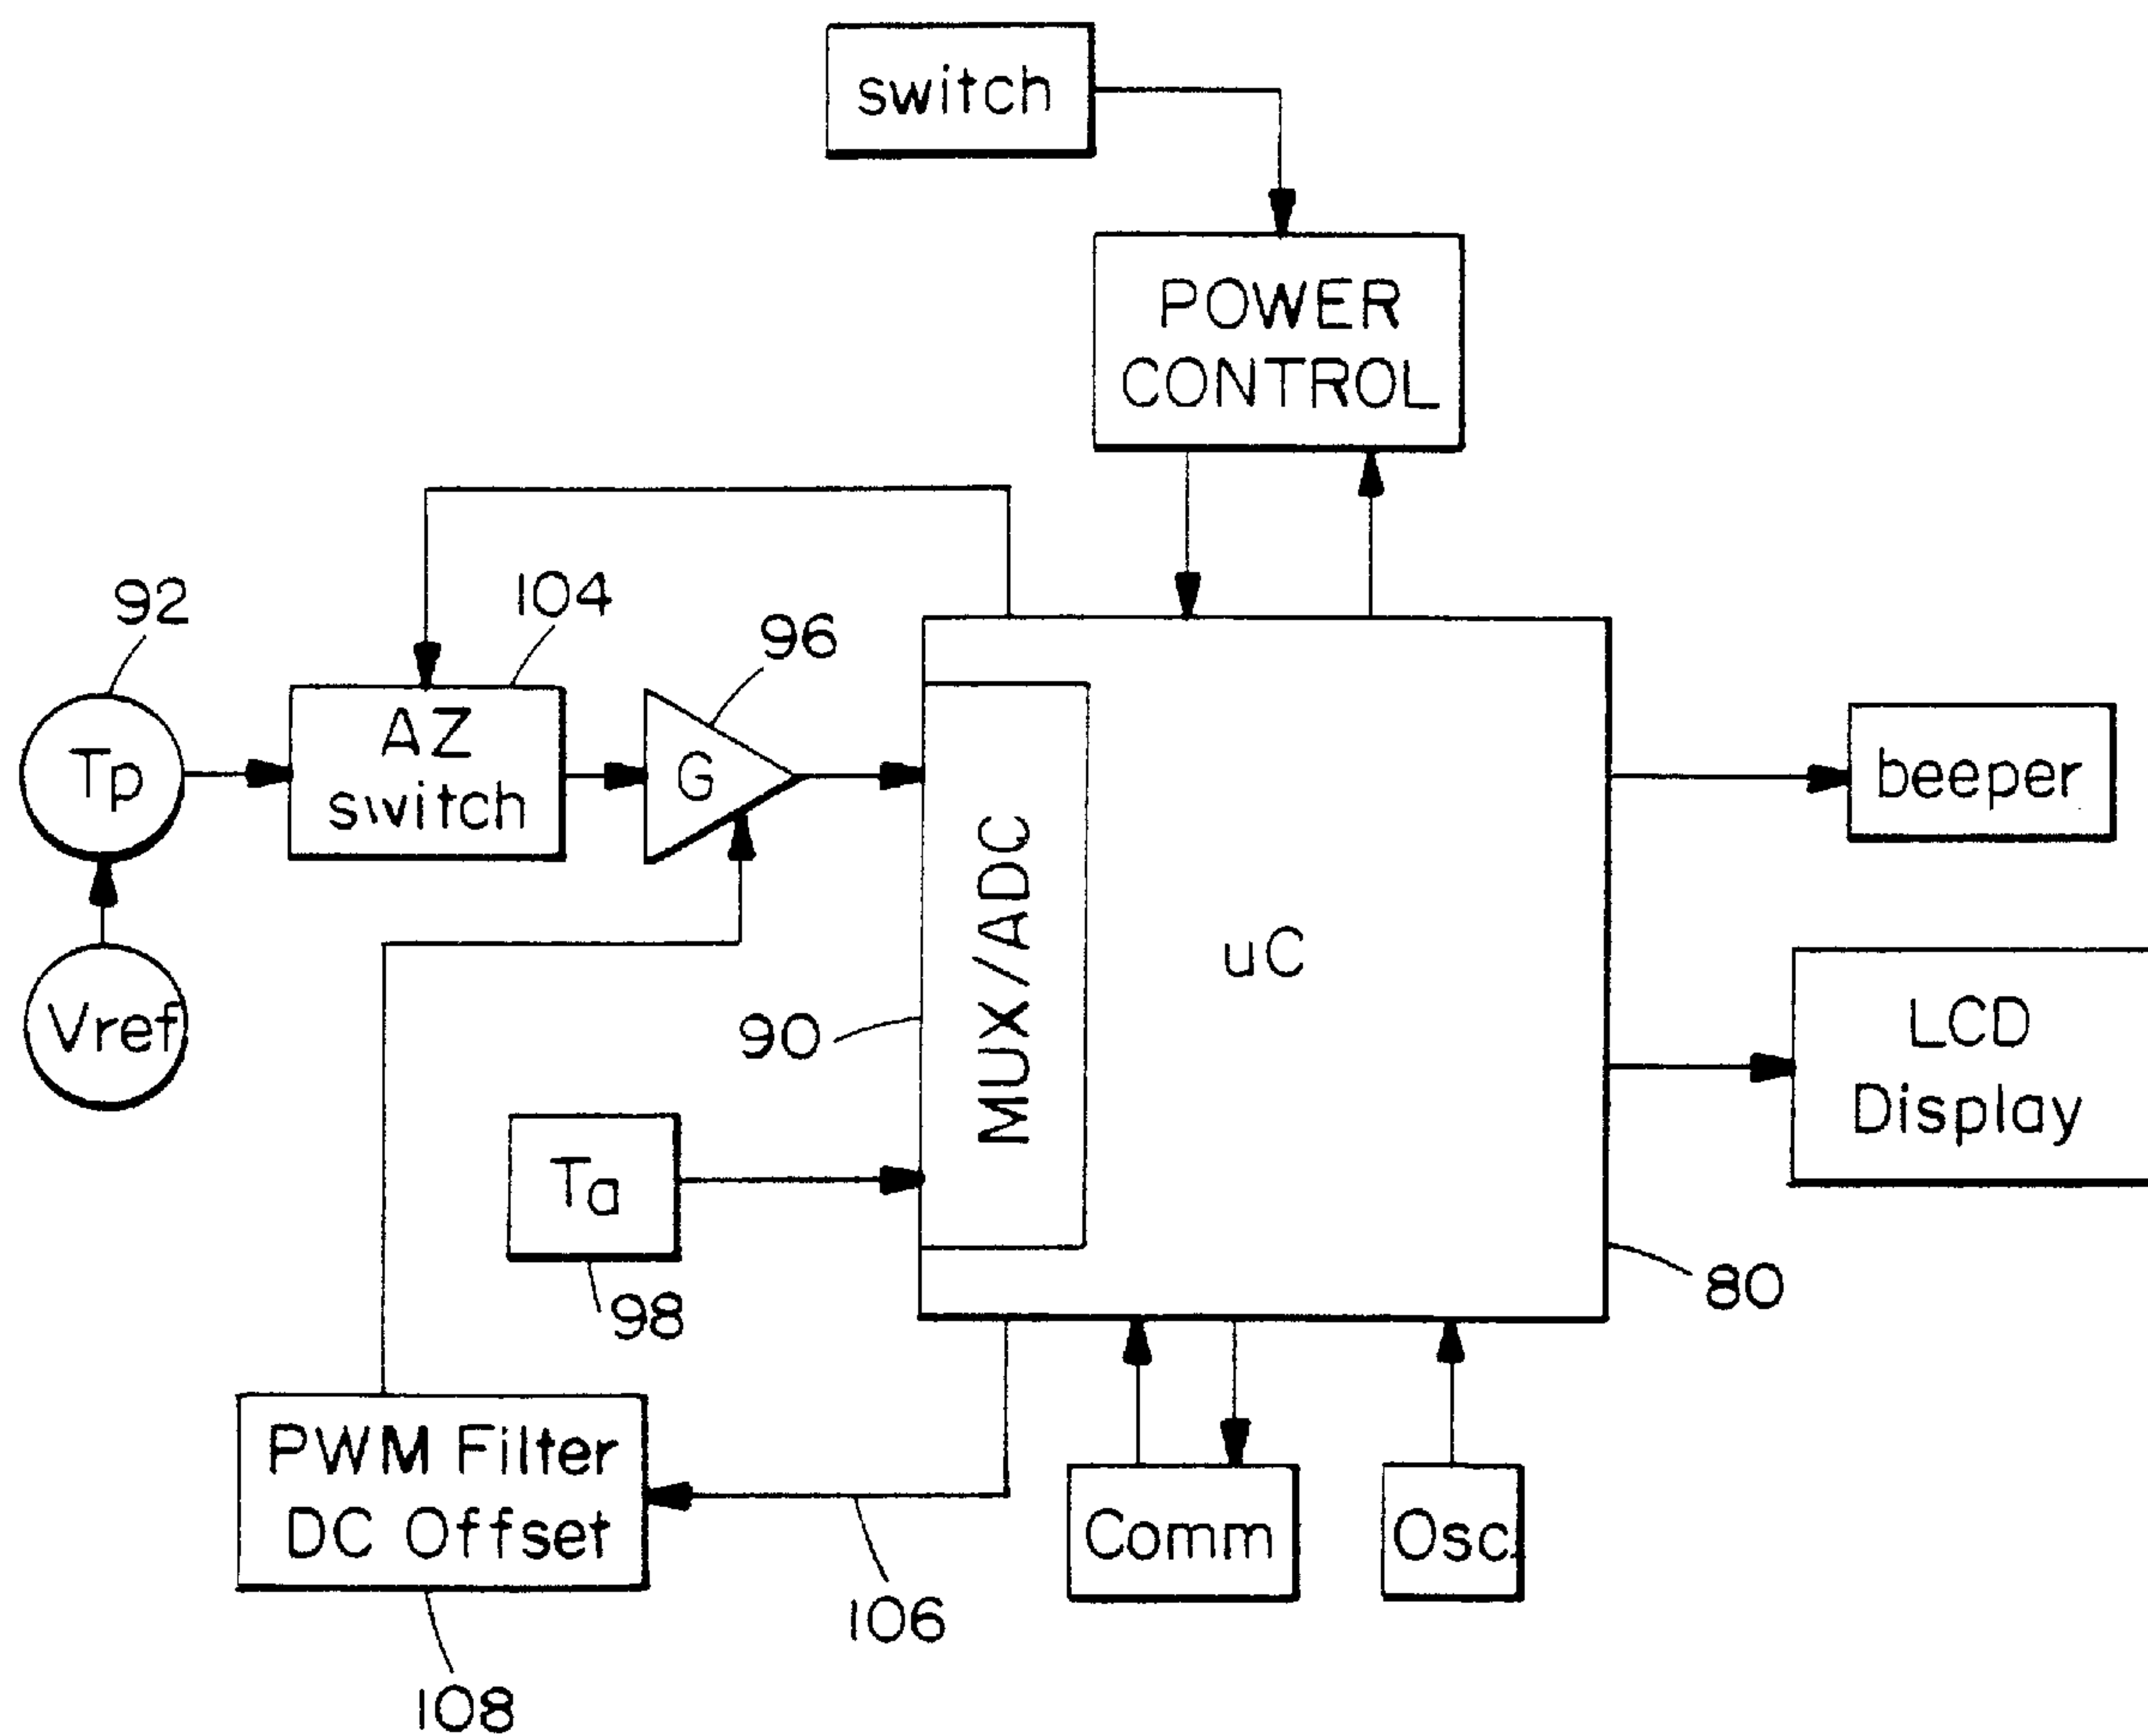 switch
POWER
CONTROL
92
104
96
Tp
AZ
switch
G
beeper
MUX/ADC
uC
Vref
90
LCD
Display
Ta
98
80
PWM Filter
DC Offset
Comm
Osc.
106
108